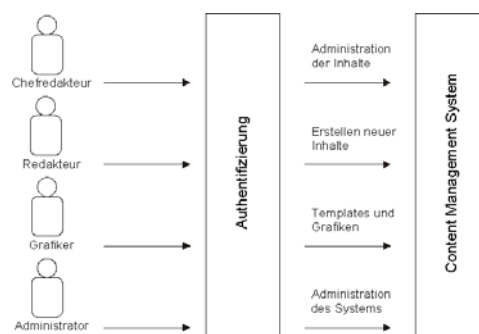 Chefredakteur
Administration
der Inhalte
Redakteur
Erstellen neuer
Inhalte
Grafiker
Templates und
Grafiken
Administrator
Administration
des Systems
Authentifizierung
Content Management System